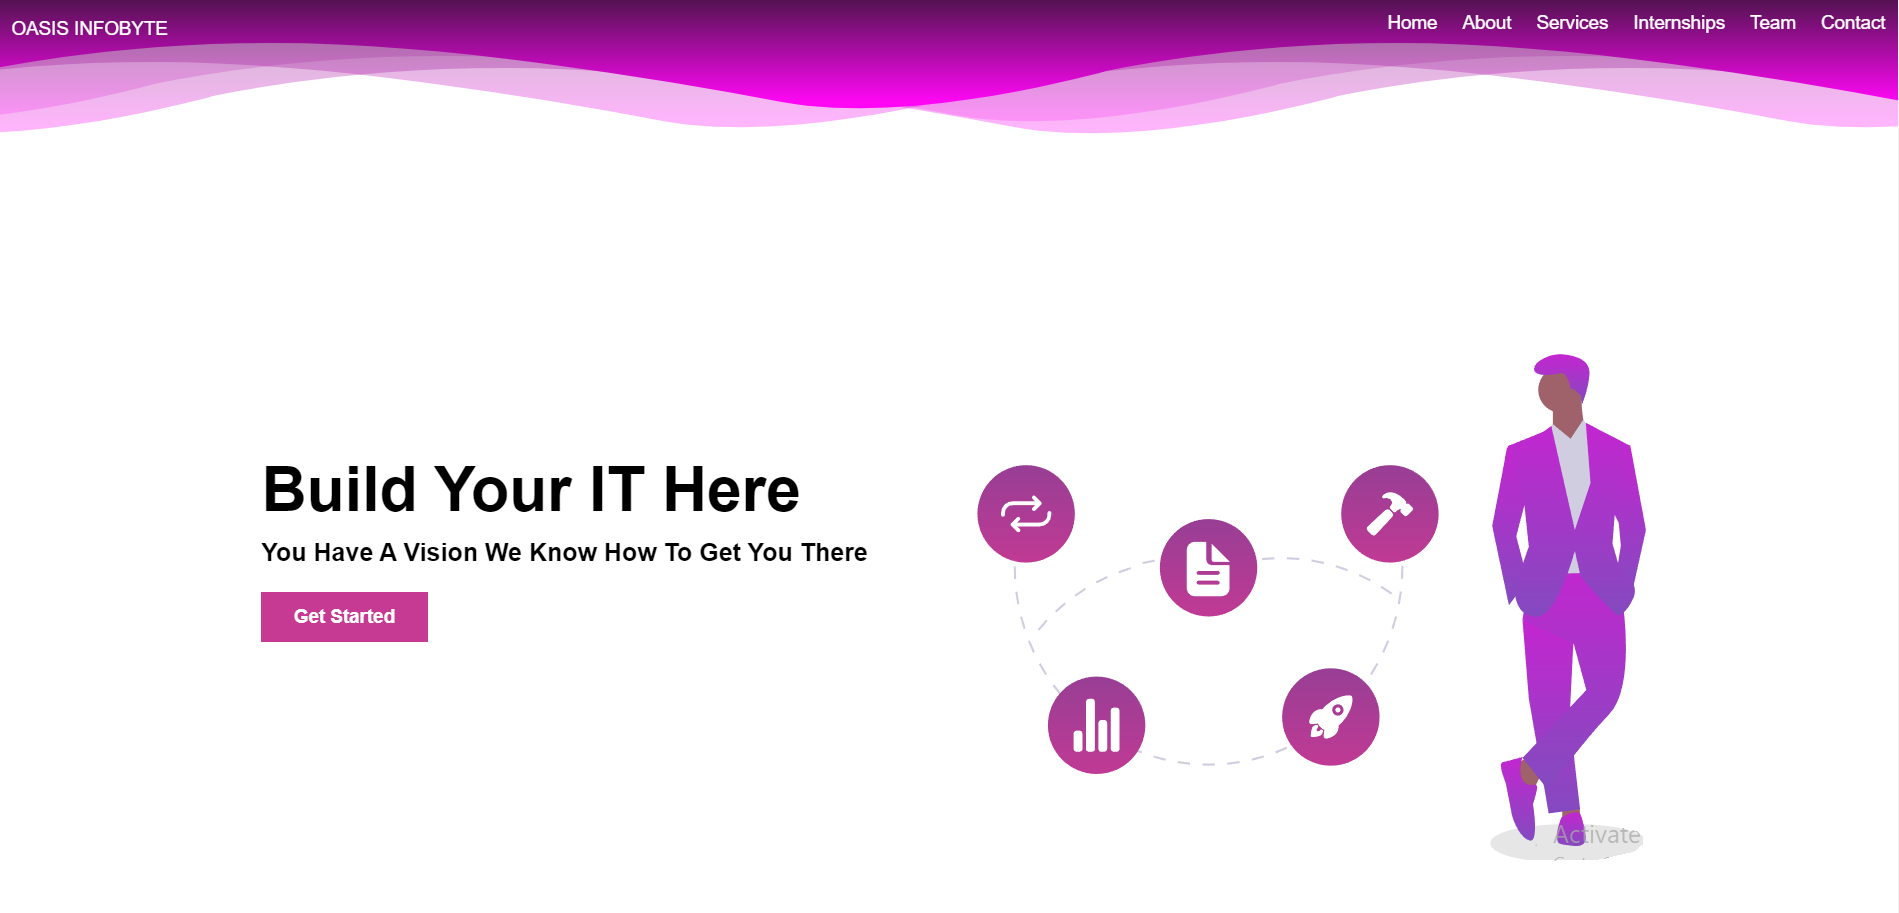 OASIS INFOBYTE
Home About Services Internships Team Contact
Build Your IT Here
You Have A Vision We Know How To Get You There
Get Started
Activate